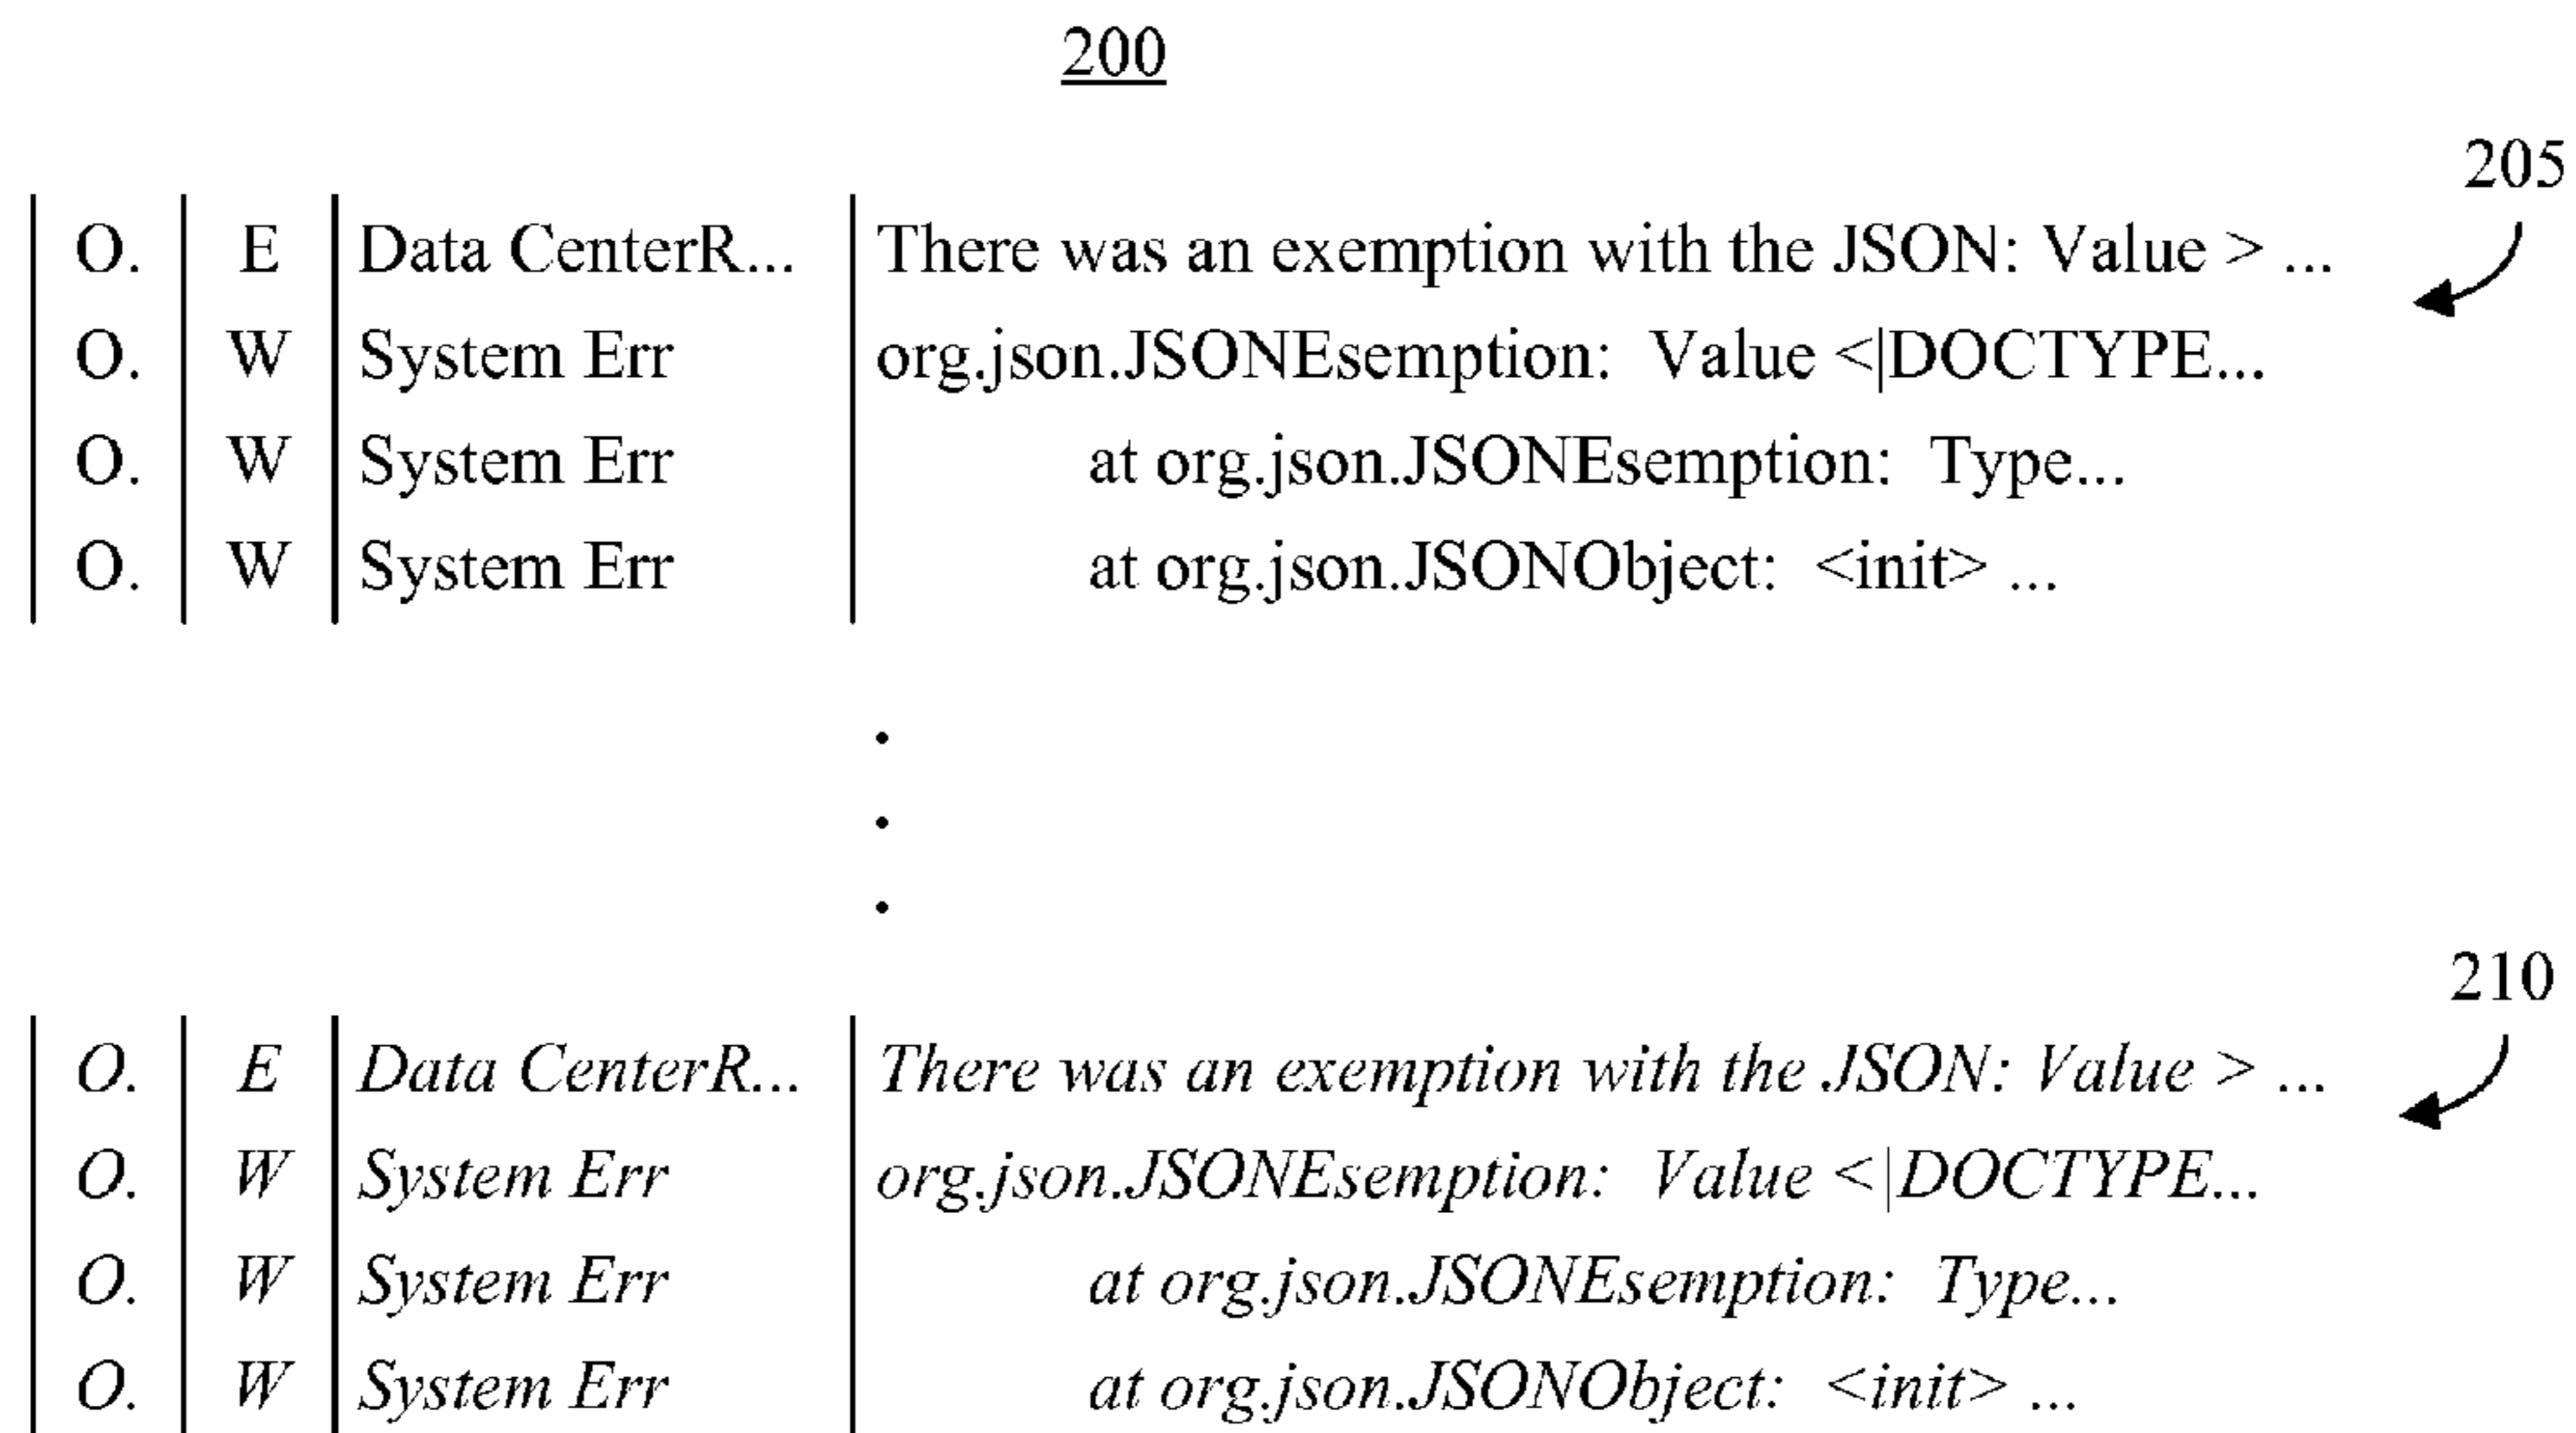 200
205
O. E Data CenterR... There was an exemption with the JSON: Value > ...
O. W System Err org.json.JSONEsemption: Value <|DOCTYPE...
O. W System Err at org.json.JSONEsemption: Type...
O. W System Err at org.json.JSONObject: <init> ...
.
.
.
210
O. E Data CenterR... There was an exemption with the JSON: Value > ...
O. W System Err org.json.JSONEsemption: Value <|DOCTYPE...
O. W System Err at org.json.JSONEsemption: Type...
O. W System Err at org.json.JSONObject: <init> ...